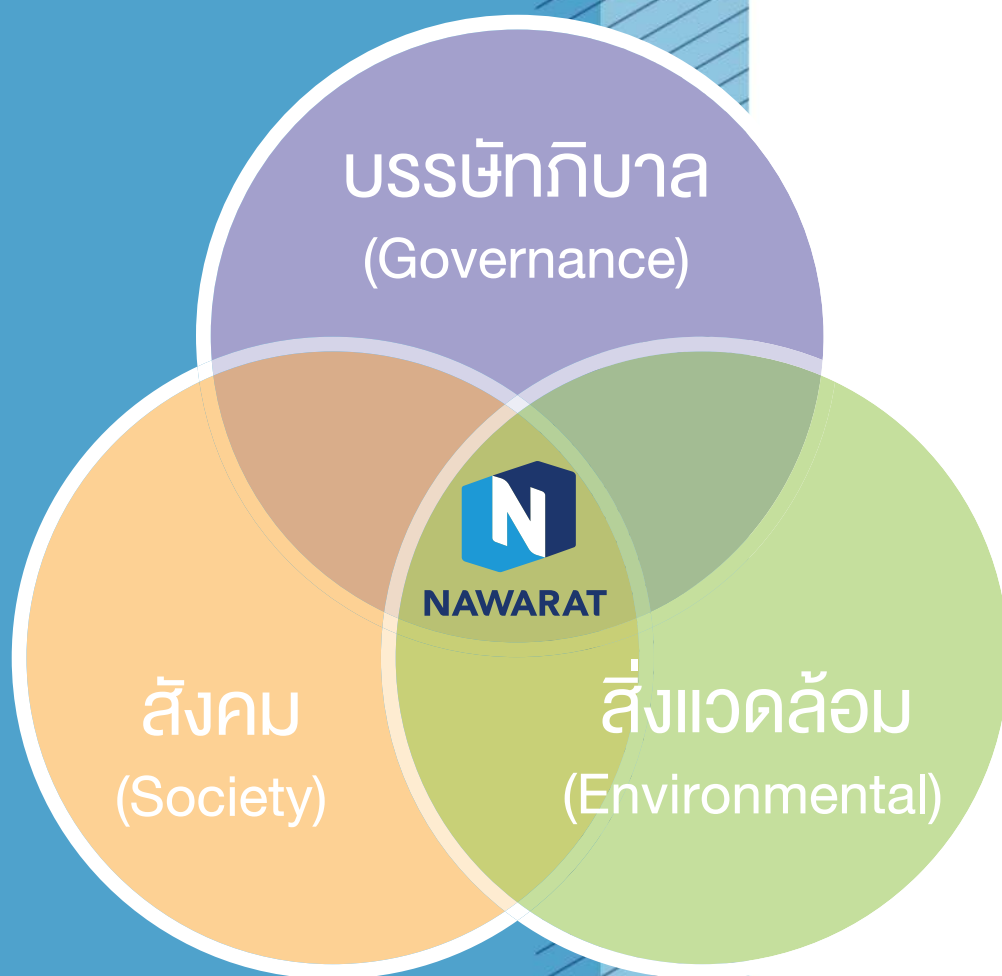 บรรษัทภิบาล
(Governance)
N
NAWARAT
สังคม
(Society)
สิ่งแวดล้อม
(Environmental)